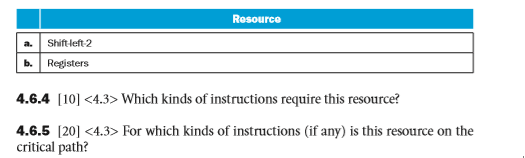 Resource
a. Shift-left-2
b. Registers
4.6.4 [10] <4.3> Which kinds of instructions require this resource?
4.6.5 [20] <4.3> For which kinds of instructions (if any) is this resource on the
critical path?